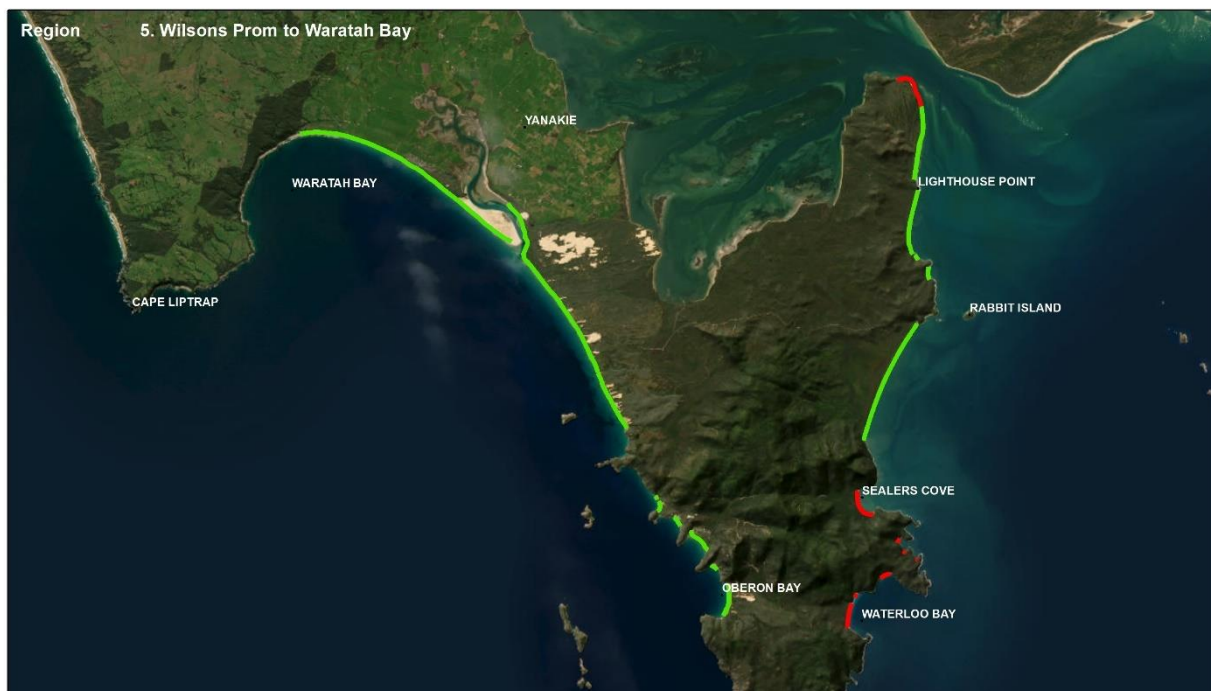 Region 5. Wilsons Prom to Waratah Bay
YANAKIE
WARATAH BAY
LIGHTHOUSE POINT
CAPE LIPTRAP
RABBIT ISLAND
SEALERS COVE
OBERON BAY
WATERLOO BAY